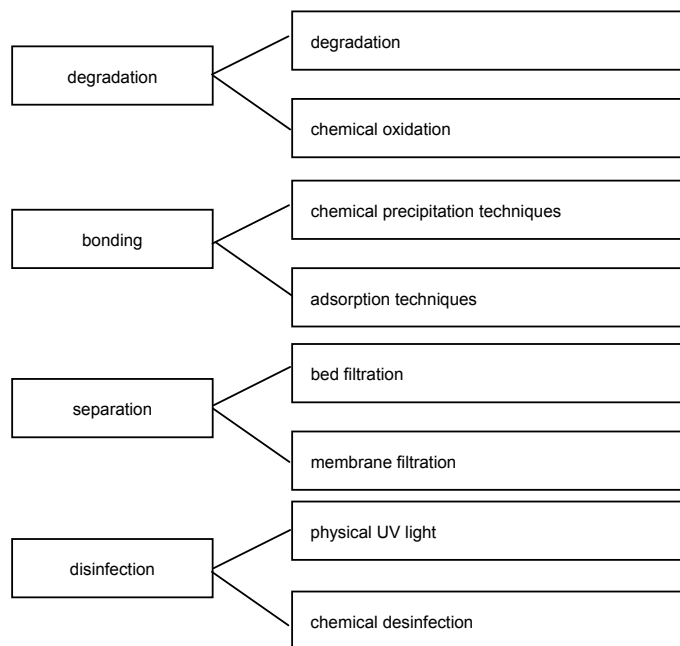 degradation
degradation
chemical oxidation
bonding
chemical precipitation techniques
adsorption techniques
separation
bed filtration
membrane filtration
disinfection
physical UV light
chemical desinfection